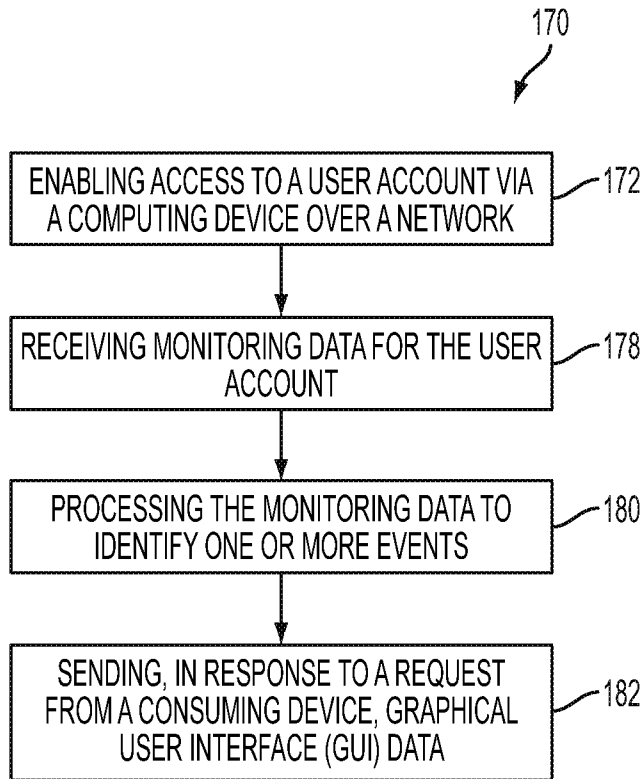 170
ENABLING ACCESS TO A USER ACCOUNT VIA
A COMPUTING DEVICE OVER A NETWORK
172
RECEIVING MONITORING DATA FOR THE USER
ACCOUNT
178
PROCESSING THE MONITORING DATA TO
IDENTIFY ONE OR MORE EVENTS
180
SENDING, IN RESPONSE TO A REQUEST
FROM A CONSUMING DEVICE, GRAPHICAL
USER INTERFACE (GUI) DATA
182